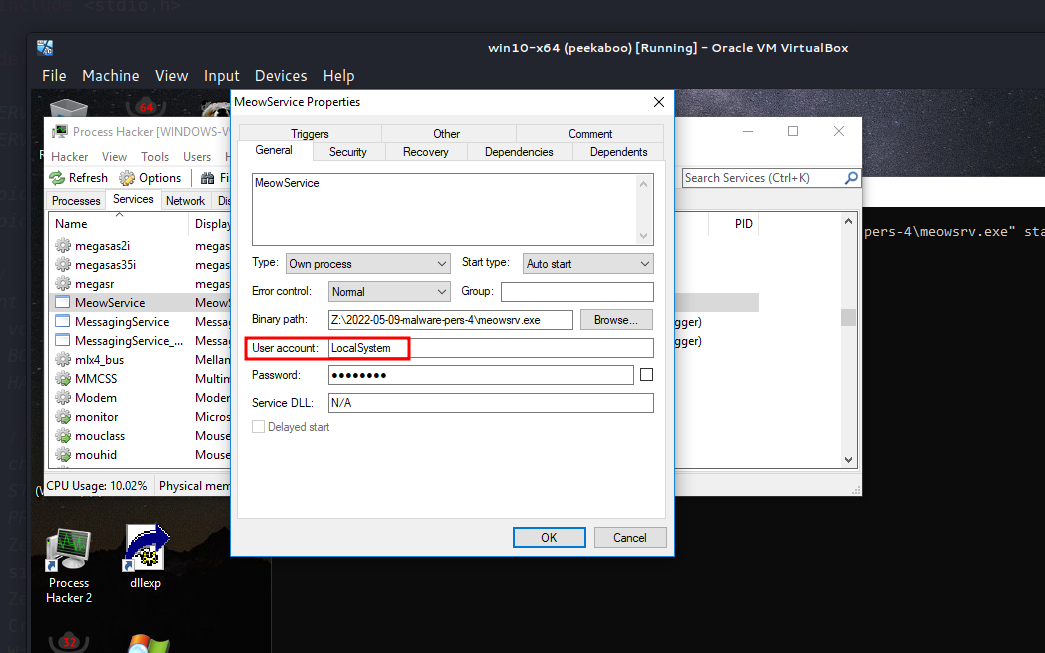 include <stdio.h>
win10-x64 (peekaboo) [Running] - Oracle VM VirtualBox
File Machine View Input Devices Help
64
MeowService Properties
Process Hacker [WINDOWS-V
Triggers Other Comment
General Security Recovery Dependencies Dependents
Hacker View Tools Users
Refresh Options
Search Services (Ctrl+K)
MeowService
Processes Services Network
Name Display PID
pers-4\meowsrv.exe" sta
megasas2i megas
megasas35i megas
Type: Own process Start type: Auto start
megasr megas
Error control: Normal Group:
MeowService MeowS
MessagingService Messa
Binary path: Z:\2022-05-09-malware-pers-4\meowsrv.exe Browse...
gger)
MessagingService_... Messa
gger)
User account: LocalSystem
mlx4_bus Mellan
MMCSS Multim
Password: ●●●●●●●●
Modem Moder
Service DLL: N/A
monitor Micros
mouclass Mouse
Delayed start
mouhid Mouse
CPU Usage: 10.02% Physical mem
OK Cancel
Process
Hacker 2
dllexp
32